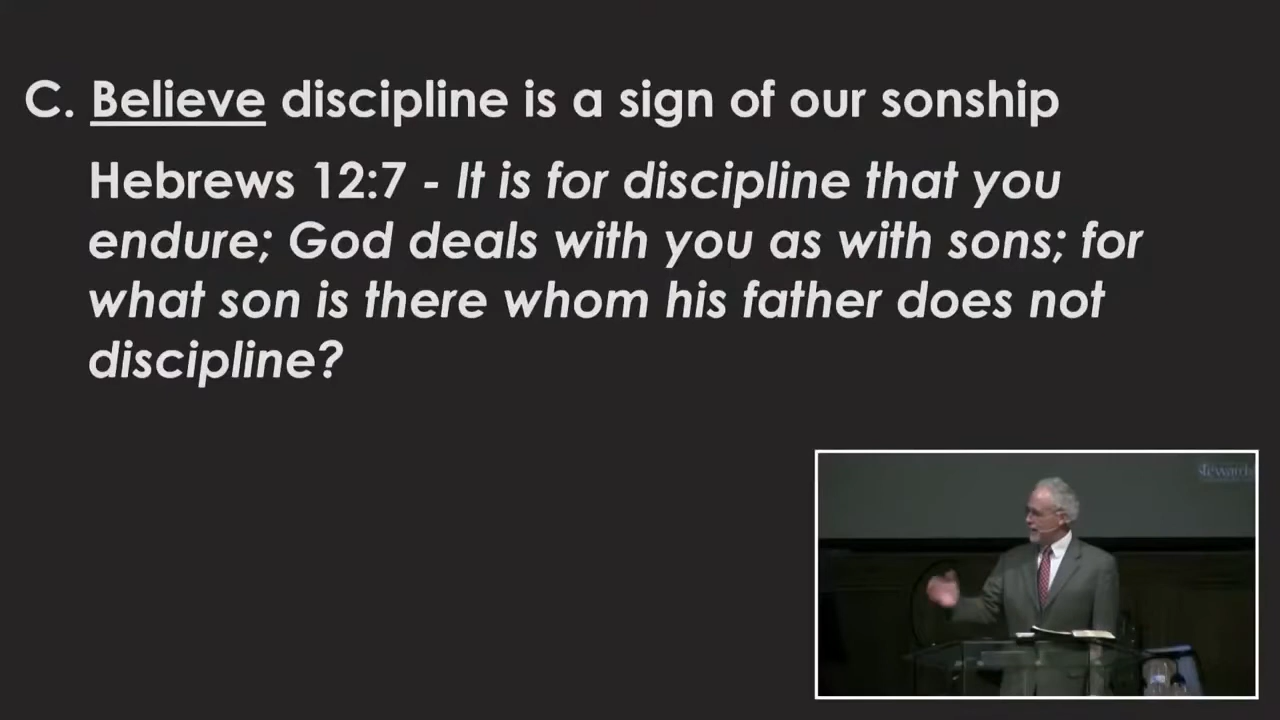 C. Believe discipline is a sign of our sonship
Hebrews 12:7 - It is for discipline that you
endure; God deals with you as with sons; for
what son is there whom his father does not
discipline?